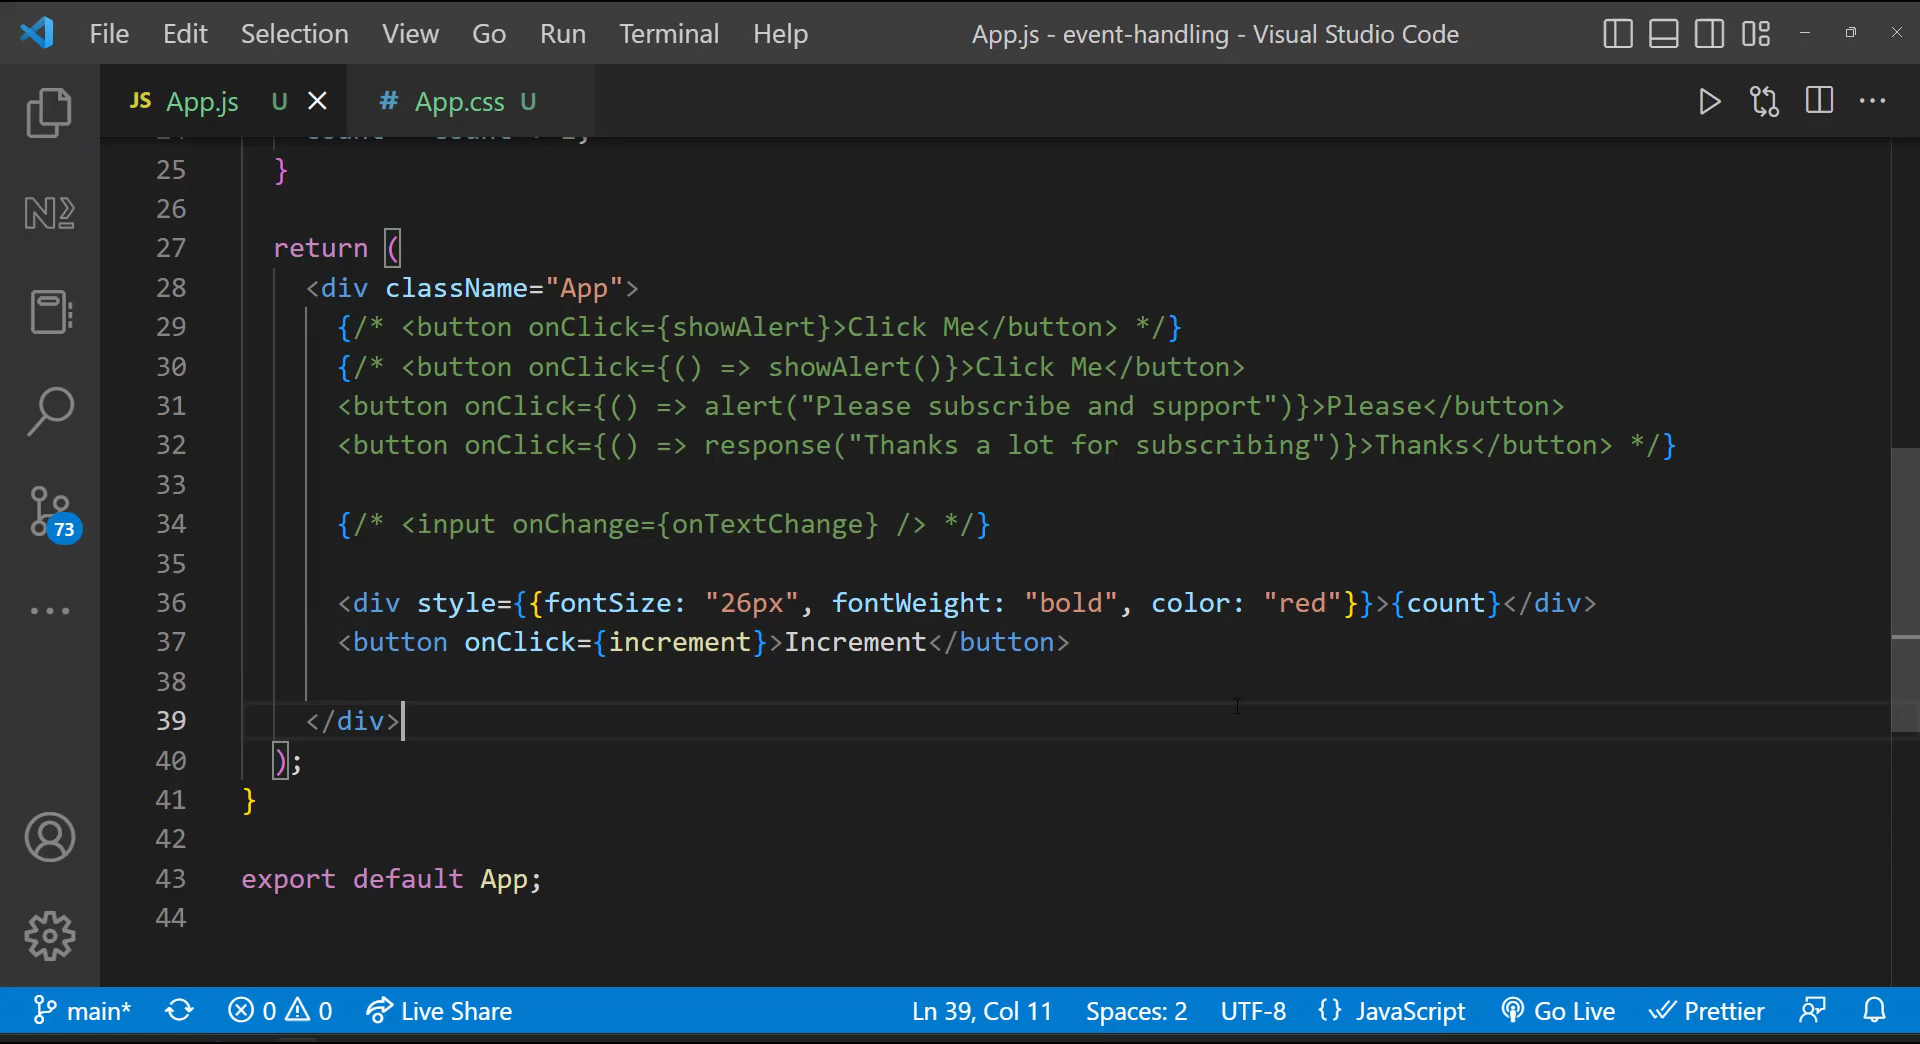 File Edit Selection View Go Run Terminal Help App.js - event-handling - Visual Studio Code
JS App.js U # App.css U
25 }
26
27 return (
28 <div className="App">
29 {/* <button onClick={showAlert}>Click Me</button> */}
30 {/* <button onClick={() => showAlert()}>Click Me</button>
31 <button onClick={() => alert("Please subscribe and support")}>Please</button>
32 <button onClick={() => response("Thanks a lot for subscribing")}>Thanks</button> */}
33
34 {/* <input onChange={onTextChange} /> */}
35
36 <div style={{fontSize: "26px", fontWeight: "bold", color: "red"}}>{count}</div>
37 <button onClick={increment}>Increment</button>
38
39 </div>
40 );
41 }
42
43 export default App;
44
73
main* 0 0 Live Share Ln 39, Col 11 Spaces: 2 UTF-8 {} JavaScript Go Live Prettier